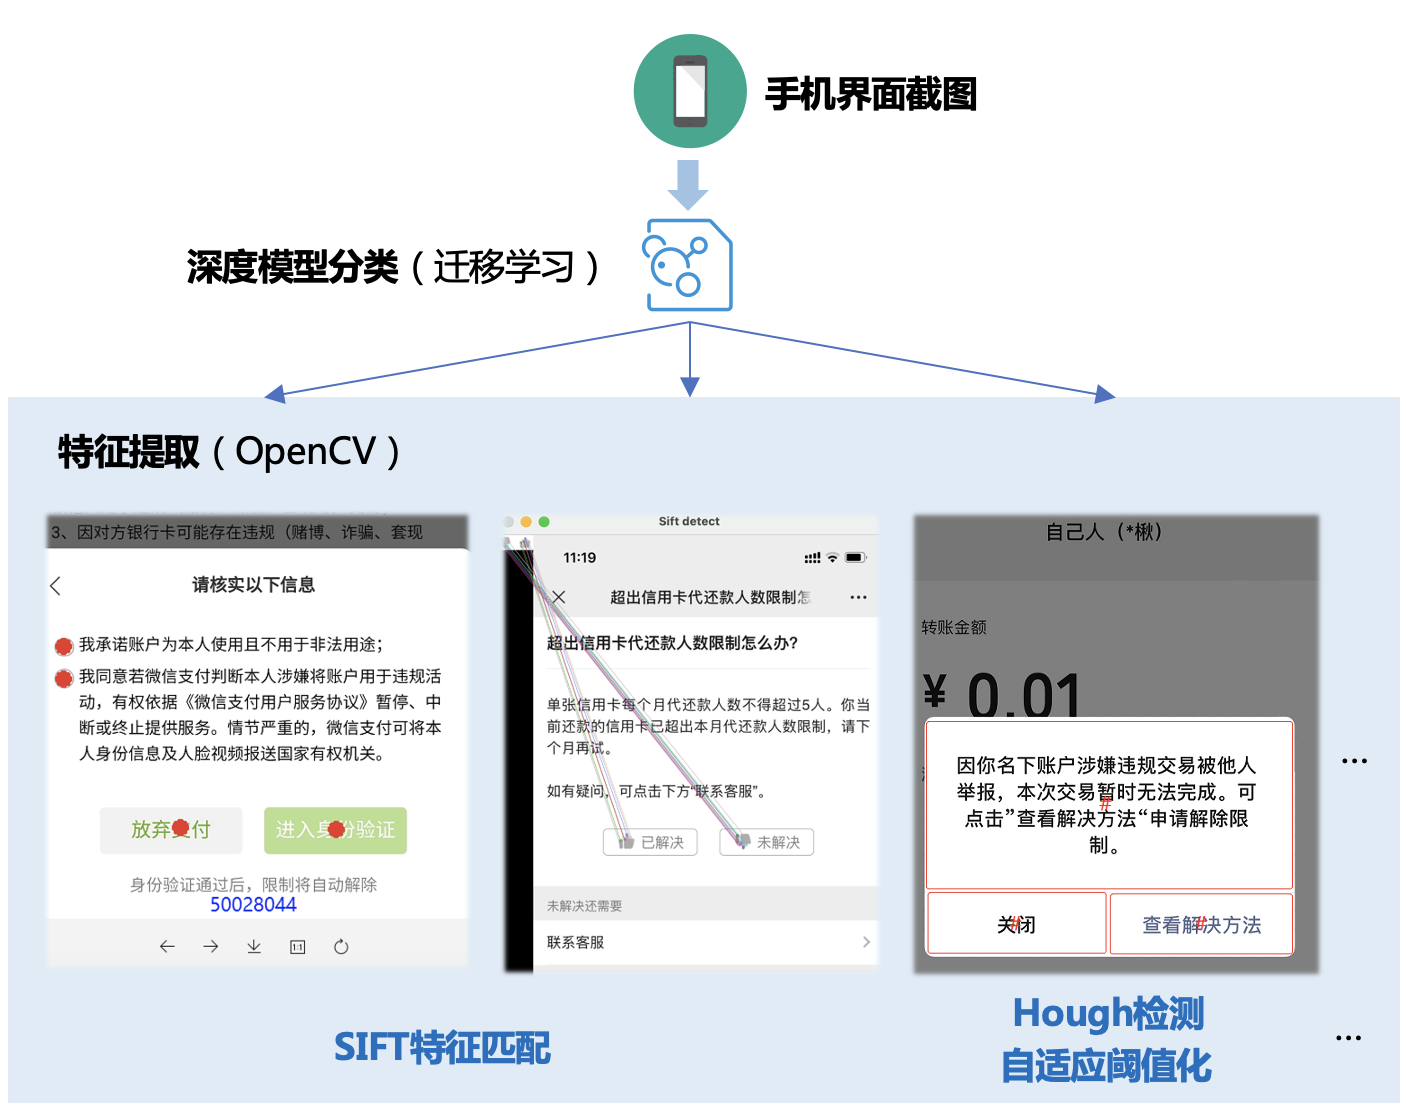 手机界面截图
深度模型分类（迁移学习）
特征提取（OpenCV）
3、因对方银行卡可能存在违规（赌博、诈骗、套现
请核实以下信息
我承诺账户为本人使用且不用于非法用途；
我同意若微信支付判断本人涉嫌将账户用于违规活
动，有权依据《微信支付用户服务协议》暂停、中
断或终止提供服务。情节严重的，微信支付可将本
人身份信息及人脸视频报送国家有权机关。
放弃支付
进入身份验证
身份验证通过后，限制将自动解除
50028044
1:1
Sift detect
11:19
超出信用卡代还款人数限制怎
超出信用卡代还款人数限制怎么办？
单张信用卡每个月代还款人数不得超过5人。你当
前还款的信用卡已超出本月代还款人数限制，请下
个月再试。
如有疑问，可点击下方“联系客服”。
已解决
未解决
未解决还需要
联系客服
自己人（*楸）
转账金额
¥ 0.01
因你名下账户涉嫌违规交易被他人
举报，本次交易暂时无法完成。可
点击”查看解决方法“申请解除限
制。
#
关闭
#
查看解决方法
#
...
SIFT特征匹配
Hough检测
自适应阈值化
...